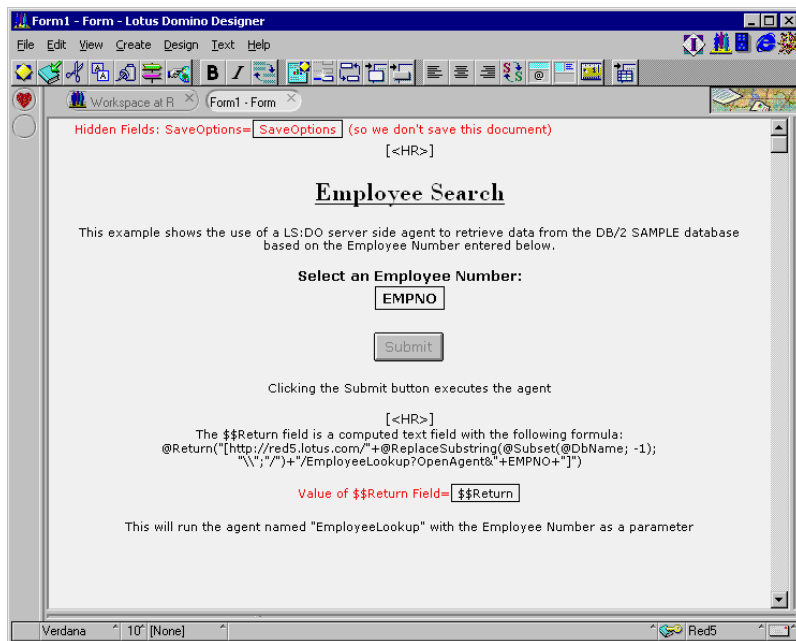 Form1 - Form - Lotus Domino Designer
File Edit View Create Design Text Help
B I
@
Workspace at R
Form1 - Form
Hidden Fields: SaveOptions= SaveOptions (so we don't save this document)
[<HR>]
Employee Search
This example shows the use of a LS:DO server side agent to retrieve data from the DB/2 SAMPLE database
based on the Employee Number entered below.
Select an Employee Number:
EMPNO
Submit
Clicking the Submit button executes the agent
[<HR>]
The $$Return field is a computed text field with the following formula:
@Return("[http://red5.lotus.com/"+@ReplaceSubstring(@Subset(@DbName; -1);
"\\";"/")+"/EmployeeLookup?OpenAgent&"+EMPNO+"]")
Value of $$Return Field= $$Return
This will run the agent named "EmployeeLookup" with the Employee Number as a parameter
Verdana 10 [None] Red5